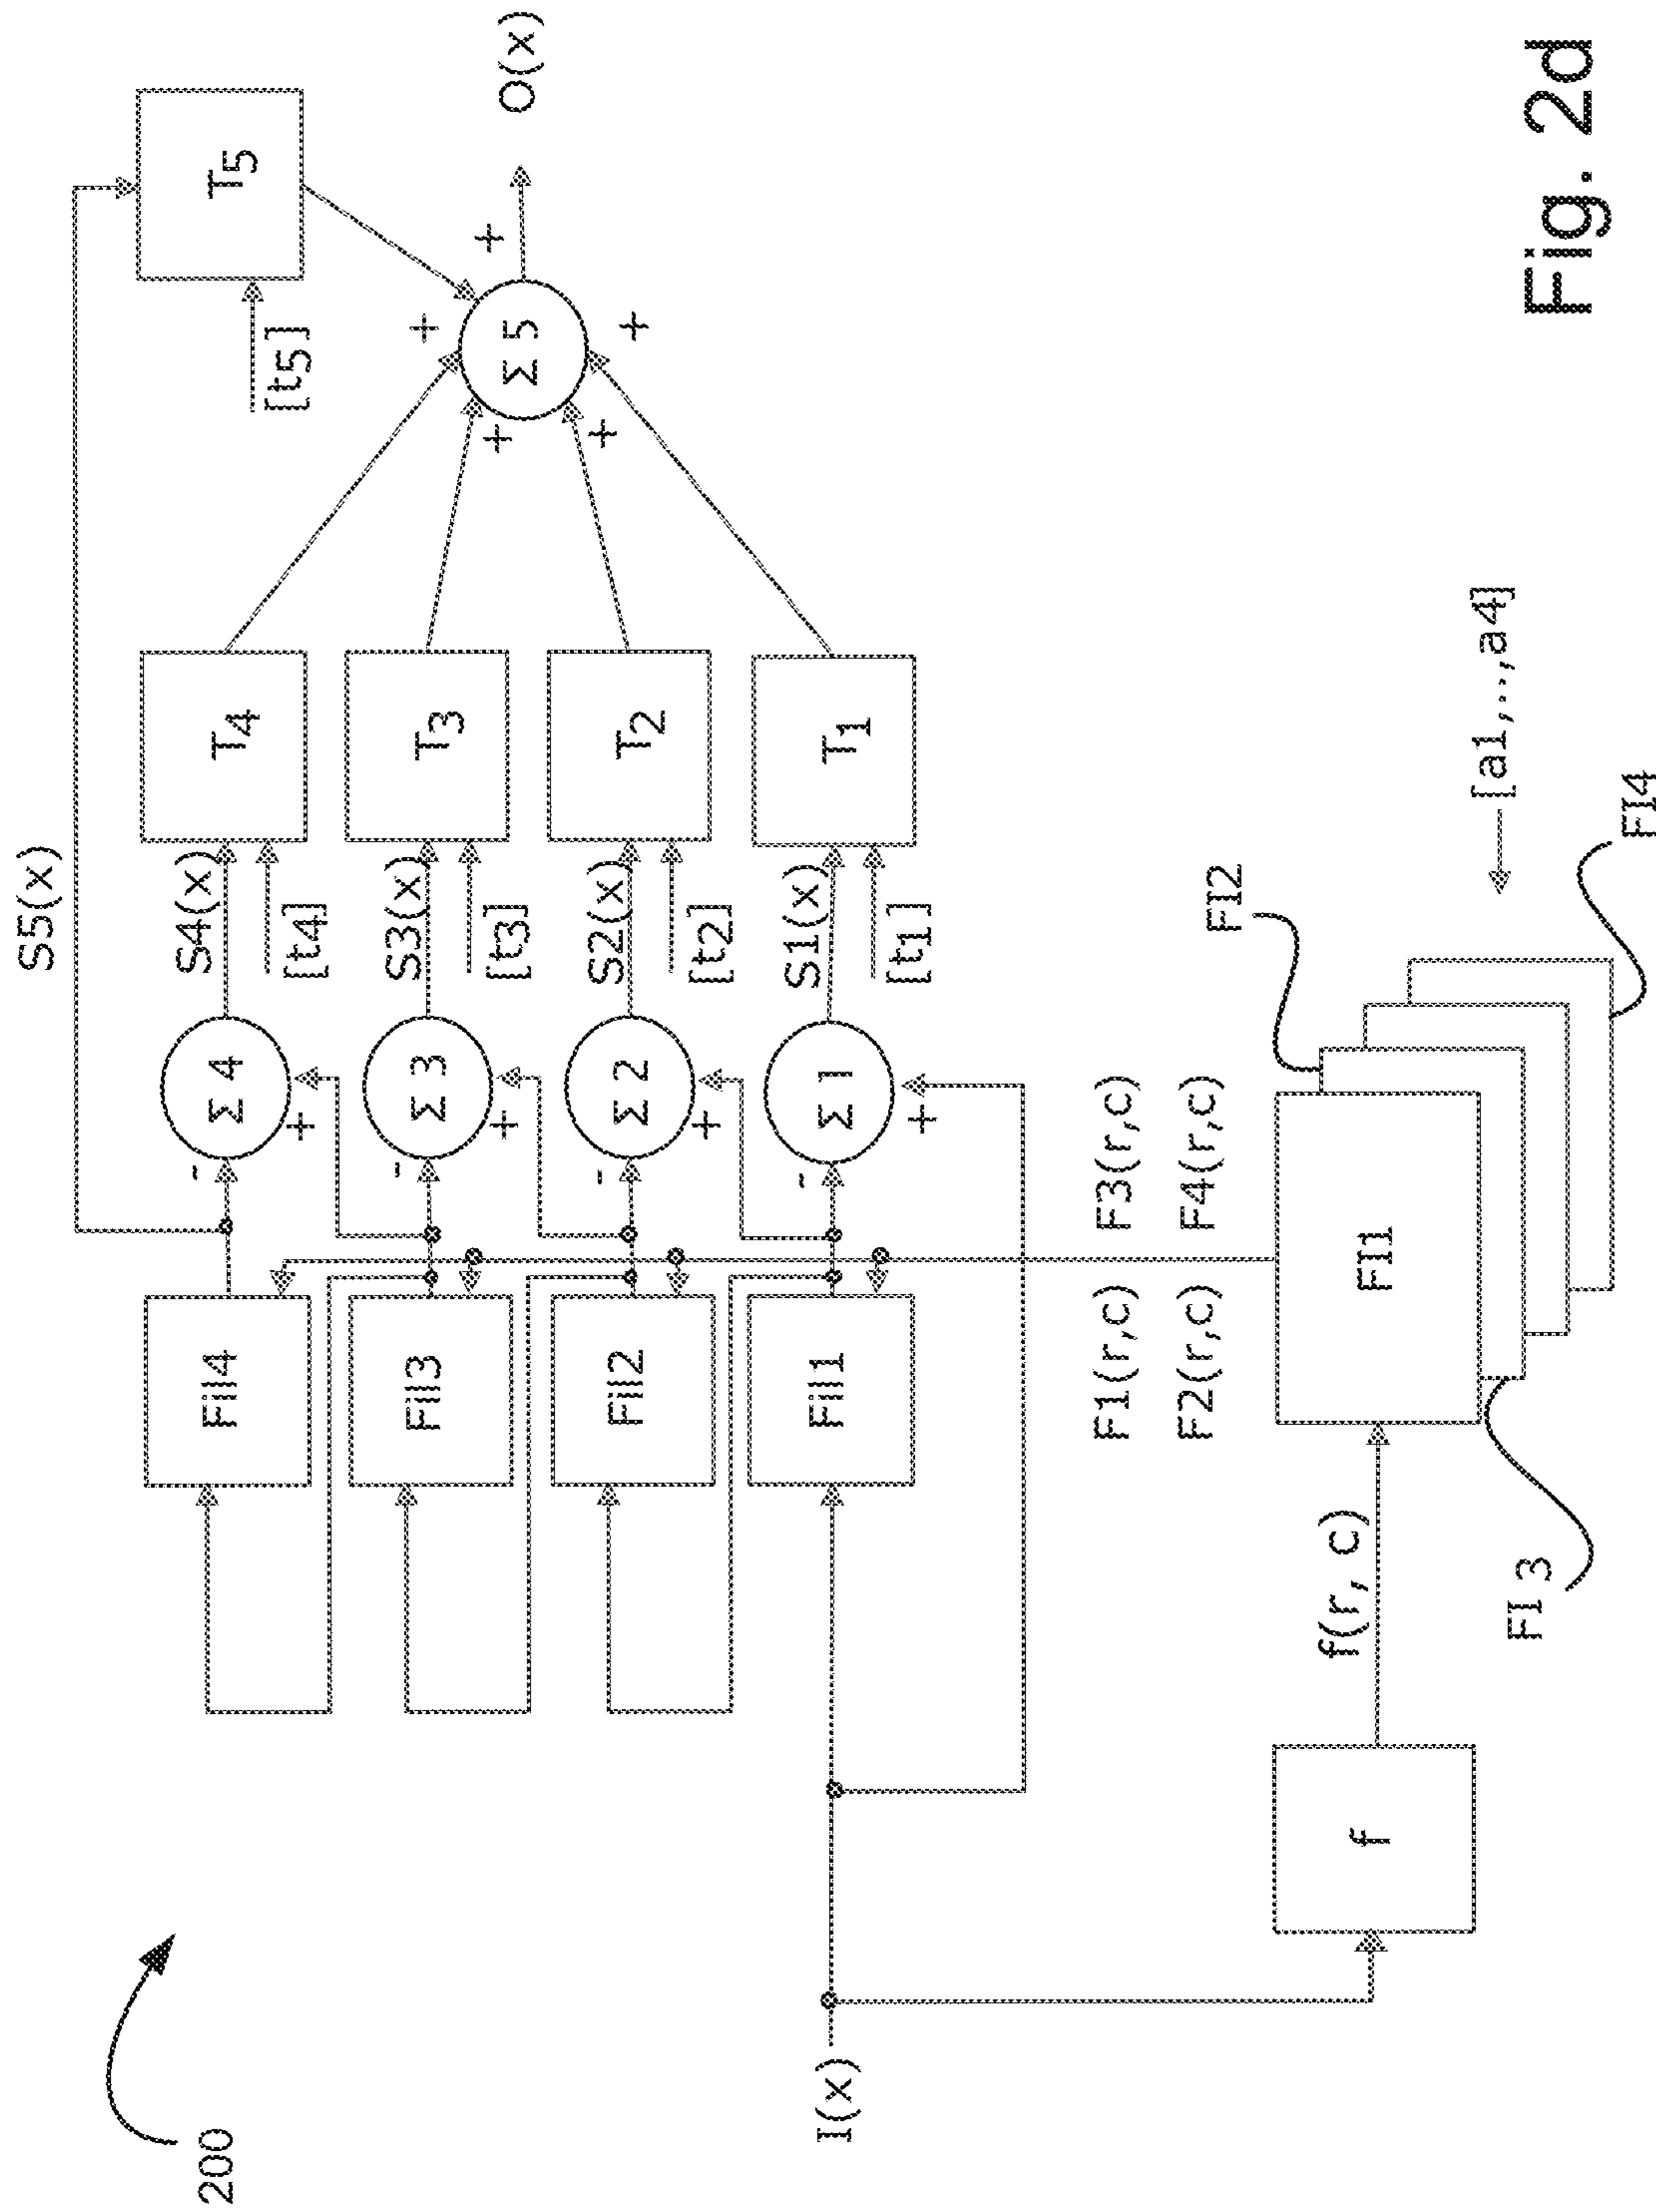 200
S5(x)
T5
[t5]
Fil4
-
Σ 4
+
S4(x)
[t4]
T4
Fil3
-
Σ 3
+
S3(x)
[t3]
T3
Fil2
-
Σ 2
+
S2(x)
[t2]
T2
I(x)
Fil1
-
Σ 1
+
S1(x)
[t1]
T1
+
+
+
+
Σ 5
+
O(x)
F1(r,c) F3(r,c)
F2(r,c) F4(r,c)
f
f(r, c)
FI1
FI2
FI 3
FI4
[a1,..,a4]
Fig. 2d